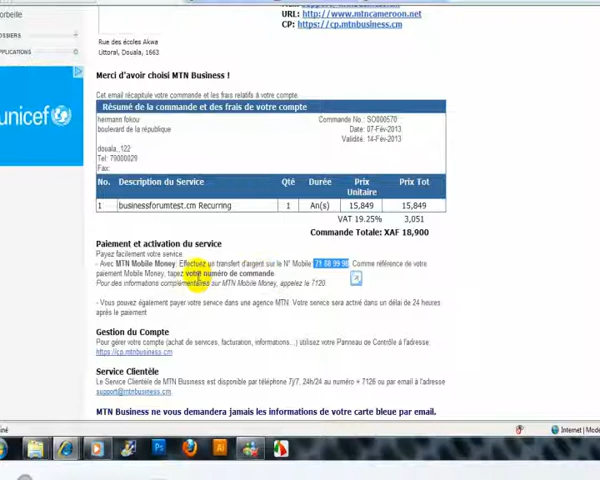 URL: http://www.mtncameroon.net
CP: https://cp.mtnbusiness.com
orbeille
DOSSIERS
PPLICATIONS
Rue des écoles Akwa
Littoral, Douala, 1663
unicef
Merci d'avoir choisi MTN Business !
Cet email récapitule votre commande et les frais relatifs à votre compte.
Résumé de la commande et des frais de votre compte
hermann fokou Commande No.: SO000570
boulevard de la république Date: 07-Fév-2013
Validité: 14-Fév-2013
douala,,122
Tel: 79000029
Fax:
No. Description du Service Qté Durée Prix Unitaire Prix Tot
1 businessforumtest.cm Recurring 1 An(s) 15,849 15,849
VAT 19.25% 3,051
Commande Totale: XAF 18,900
Paiement et activation du service
Payez facilement votre service
- Avec MTN Mobile Money. Effectuez un transfert d'argent sur le N° Mobile 71 88 99 98 Comme référence de votre
paiement Mobile Money, tapez votre numéro de commande
Pour des informations complémentaires sur MTN Mobile Money, appelez le 7120.
- Vous pouvez également payer votre service dans une agence MTN. Votre service sera activé dans un délai de 24 heures
après le paiement
Gestion du Compte
Pour gérer votre compte (achat de services, facturation, informations...) utilisez votre Panneau de Contrôle à l'adresse:
https://cp.mtnbusiness.com
Service Clientèle
Le Service Clientèle de MTN Business est disponible par téléphone 7j/7, 24h/24 au numéro + 7126 ou par email à l'adresse
support@mtnbusiness.com
MTN Business ne vous demandera jamais les informations de votre carte bleue par email.
Internet | Mode
Ps
Ai